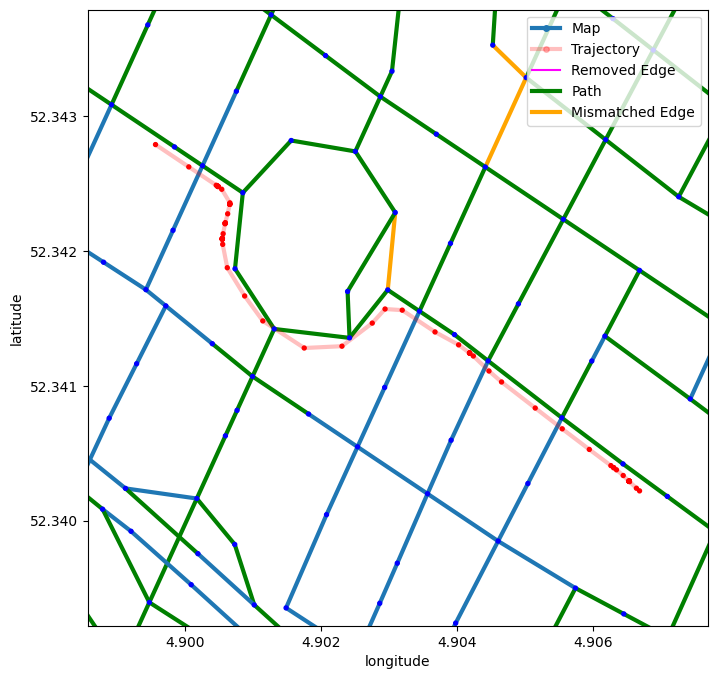 Map
Trajectory
Removed Edge
Path
Mismatched Edge
52.343
52.342
52.341
52.340
latitude
4.900
4.902
4.904
4.906
longitude